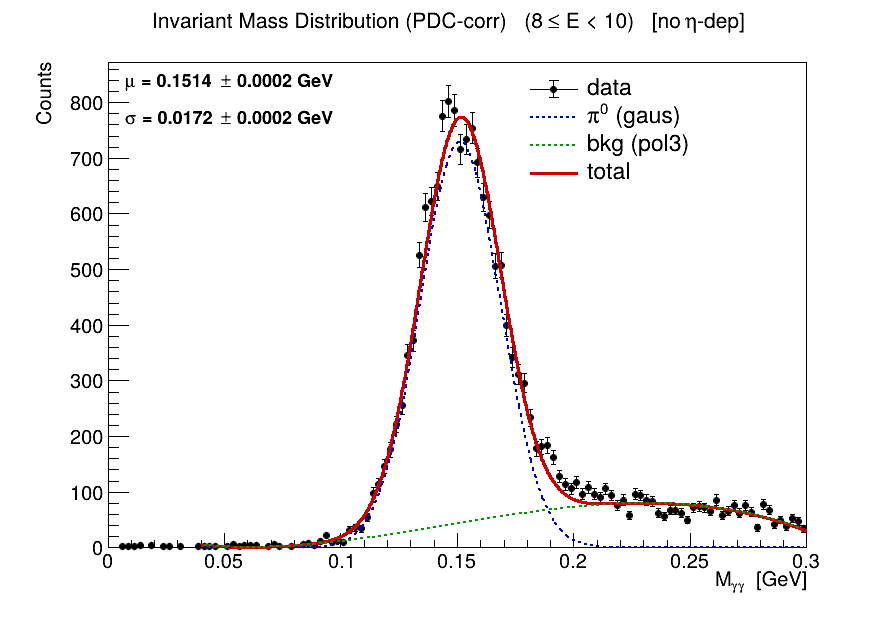 Invariant Mass Distribution (PDC-corr) (8 ≤ E < 10) [no η-dep]
Counts
μ = 0.1514 ± 0.0002 GeV
σ = 0.0172 ± 0.0002 GeV
data
π⁰ (gaus)
bkg (pol3)
total
800
700
600
500
400
300
200
100
0
0 0.05 0.1 0.15 0.2 0.25 0.3
Mγγ [GeV]